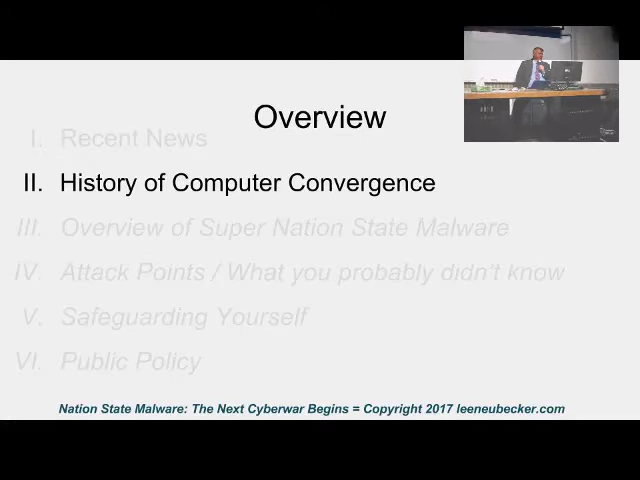 Overview
I. Recent News
II. History of Computer Convergence
III. Overview of Super Nation State Malware
IV. Attack Points / What you probably didn't know
V. Safeguarding Yourself
VI. Public Policy
Nation State Malware: The Next Cyberwar Begins = Copyright 2017 leeneubecker.com